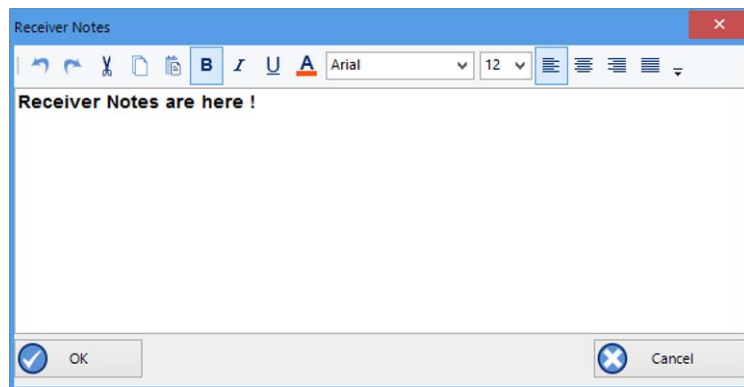 Receiver Notes
B I U A Arial 12
Receiver Notes are here !
OK Cancel